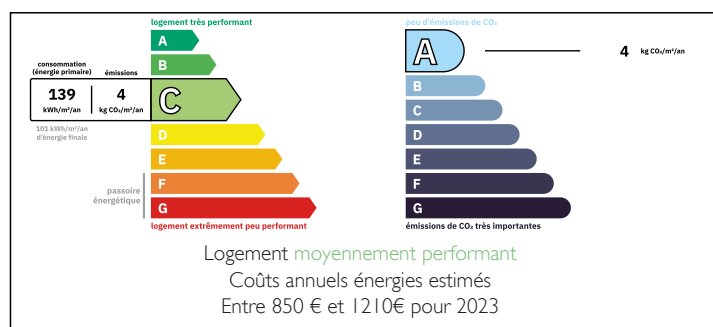 logement très performant
consommation
(énergie primaire)
émissions
139
kWh/m²/an
4
kg CO₂/m²/an
101 kWh/m²/an
d'énergie finale
A
B
C
D
E
F
G
passoire
énergétique
logement extrêmement peu performant
peu d'émissions de CO₂
A
4 kg CO₂/m²/an
B
C
D
E
F
G
émissions de CO₂ très importantes
Logement moyennement performant
Coûts annuels énergies estimés
Entre 850 € et 1210€ pour 2023